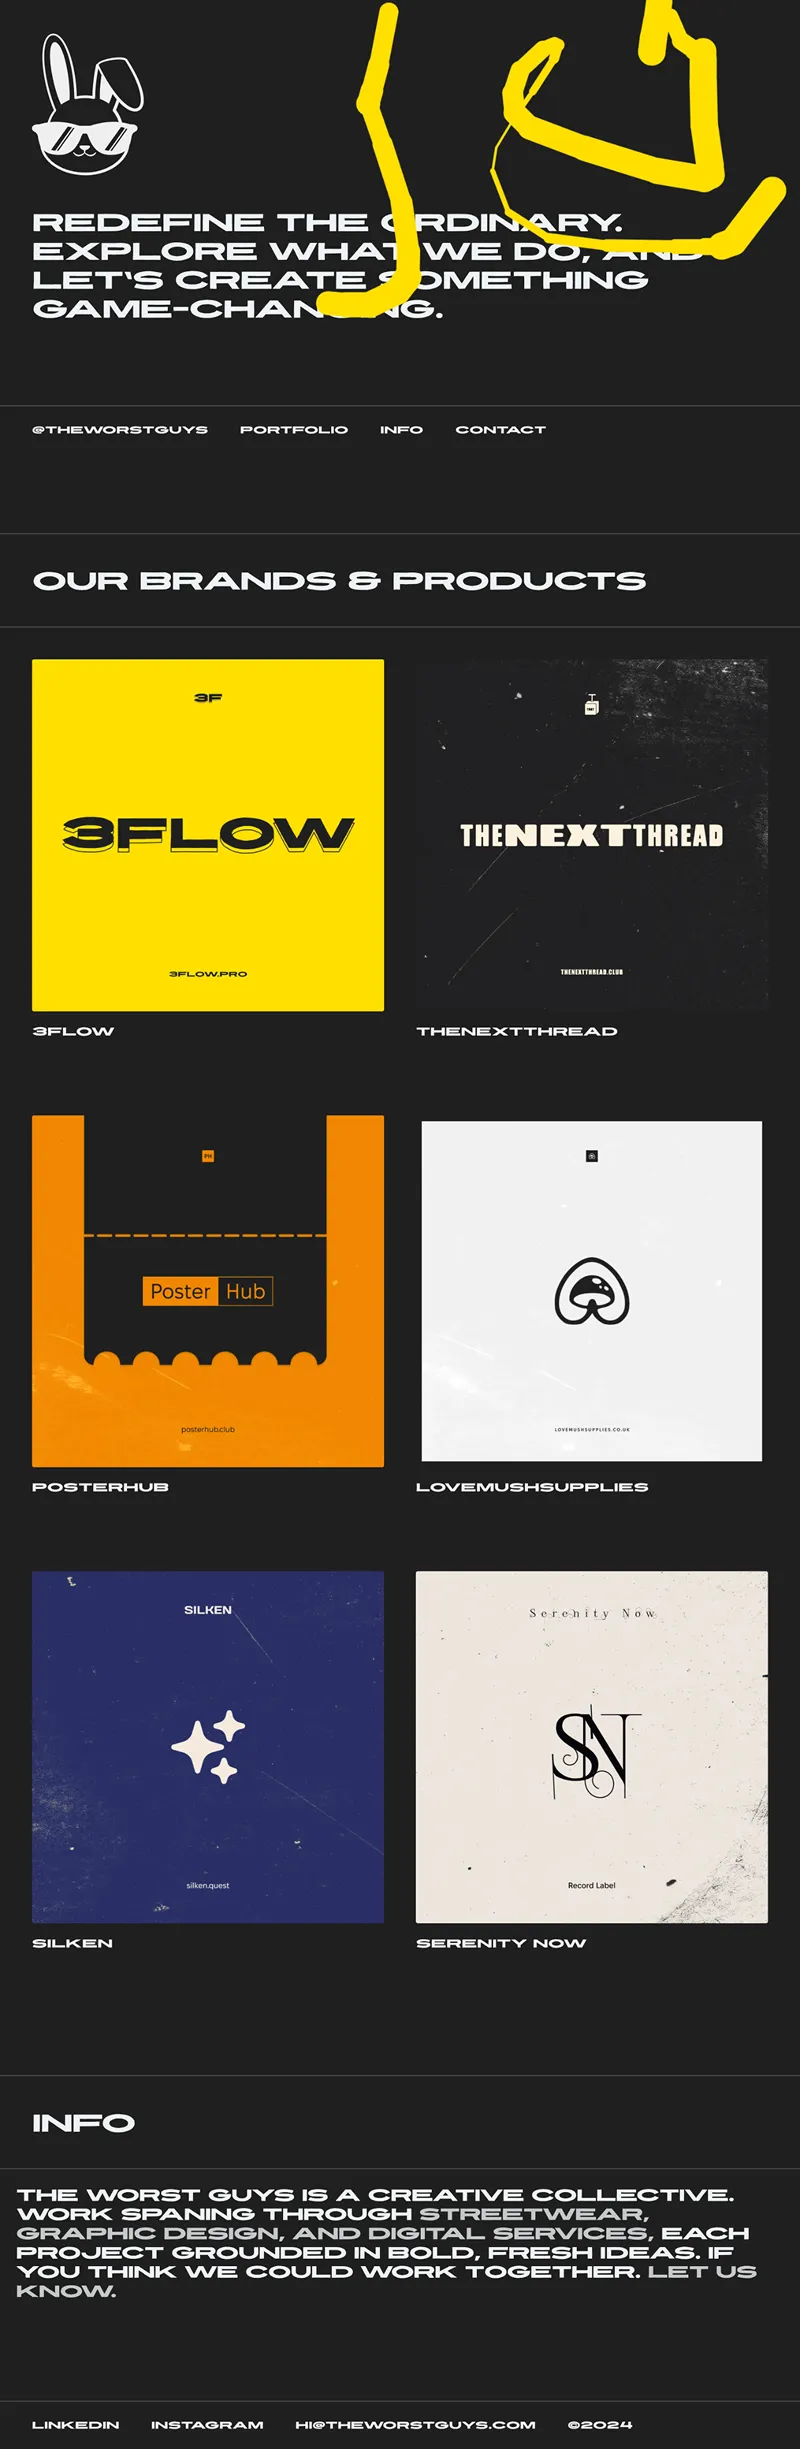 REDEFINE THE ORDINARY.
EXPLORE WHAT WE DO, AND
LET'S CREATE SOMETHING
GAME-CHANGING.
@THEWORSTGUYS PORTFOLIO INFO CONTACT
OUR BRANDS & PRODUCTS
3F
3FLOW
3FLOW.PRO
3FLOW
TNT
THENEXTTHREAD
THENEXTTHREAD.CLUB
THENEXTTHREAD
PH
Poster Hub
posterhub.club
POSTERHUB
LOVEMUSHSUPPLIES.CO.UK
LOVEMUSHSUPPLIES
SILKEN
silken.quest
SILKEN
Serenity Now
SN
Record Label
SERENITY NOW
INFO
THE WORST GUYS IS A CREATIVE COLLECTIVE.
WORK SPANING THROUGH STREETWEAR,
GRAPHIC DESIGN, AND DIGITAL SERVICES, EACH
PROJECT GROUNDED IN BOLD, FRESH IDEAS. IF
YOU THINK WE COULD WORK TOGETHER. LET US
KNOW.
LINKEDIN INSTAGRAM HI@THEWORSTGUYS.COM ©2024